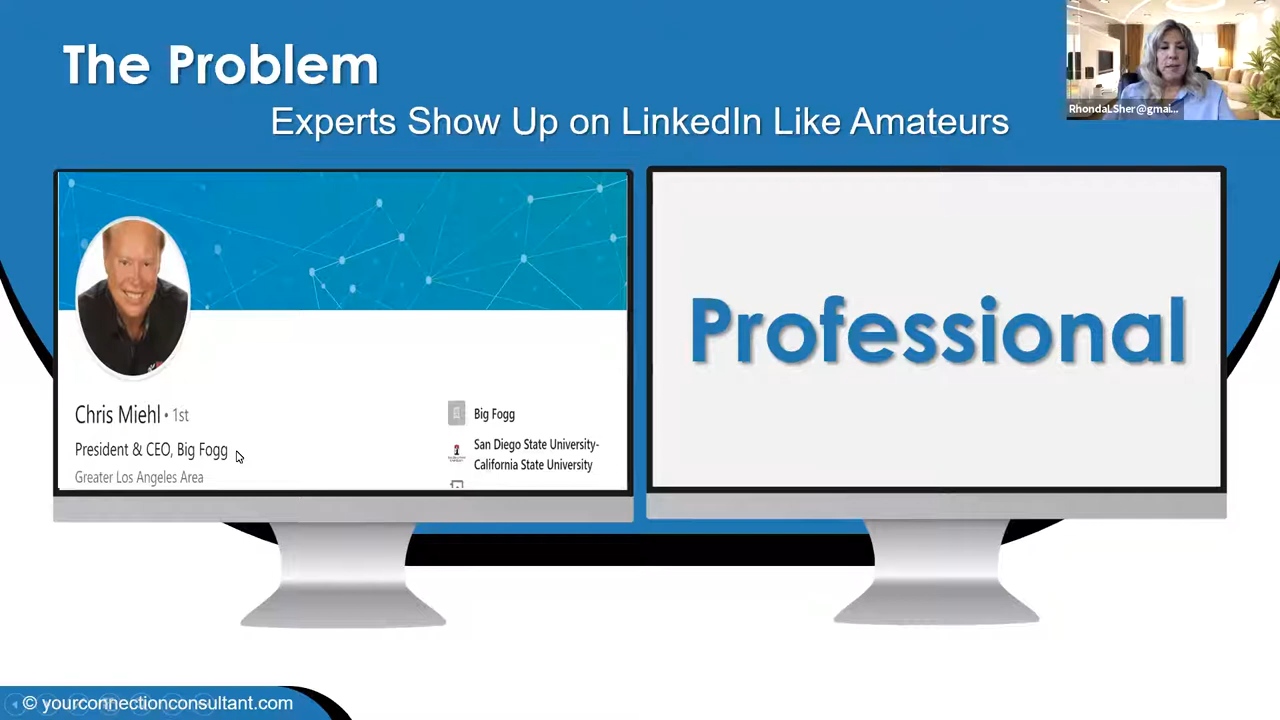 The Problem
Experts Show Up on LinkedIn Like Amateurs
RhondaLSher@gmai...
Chris Miehl • 1st
President & CEO, Big Fogg
Greater Los Angeles Area
Big Fogg
San Diego State University-
California State University
Professional
© yourconnectionconsultant.com